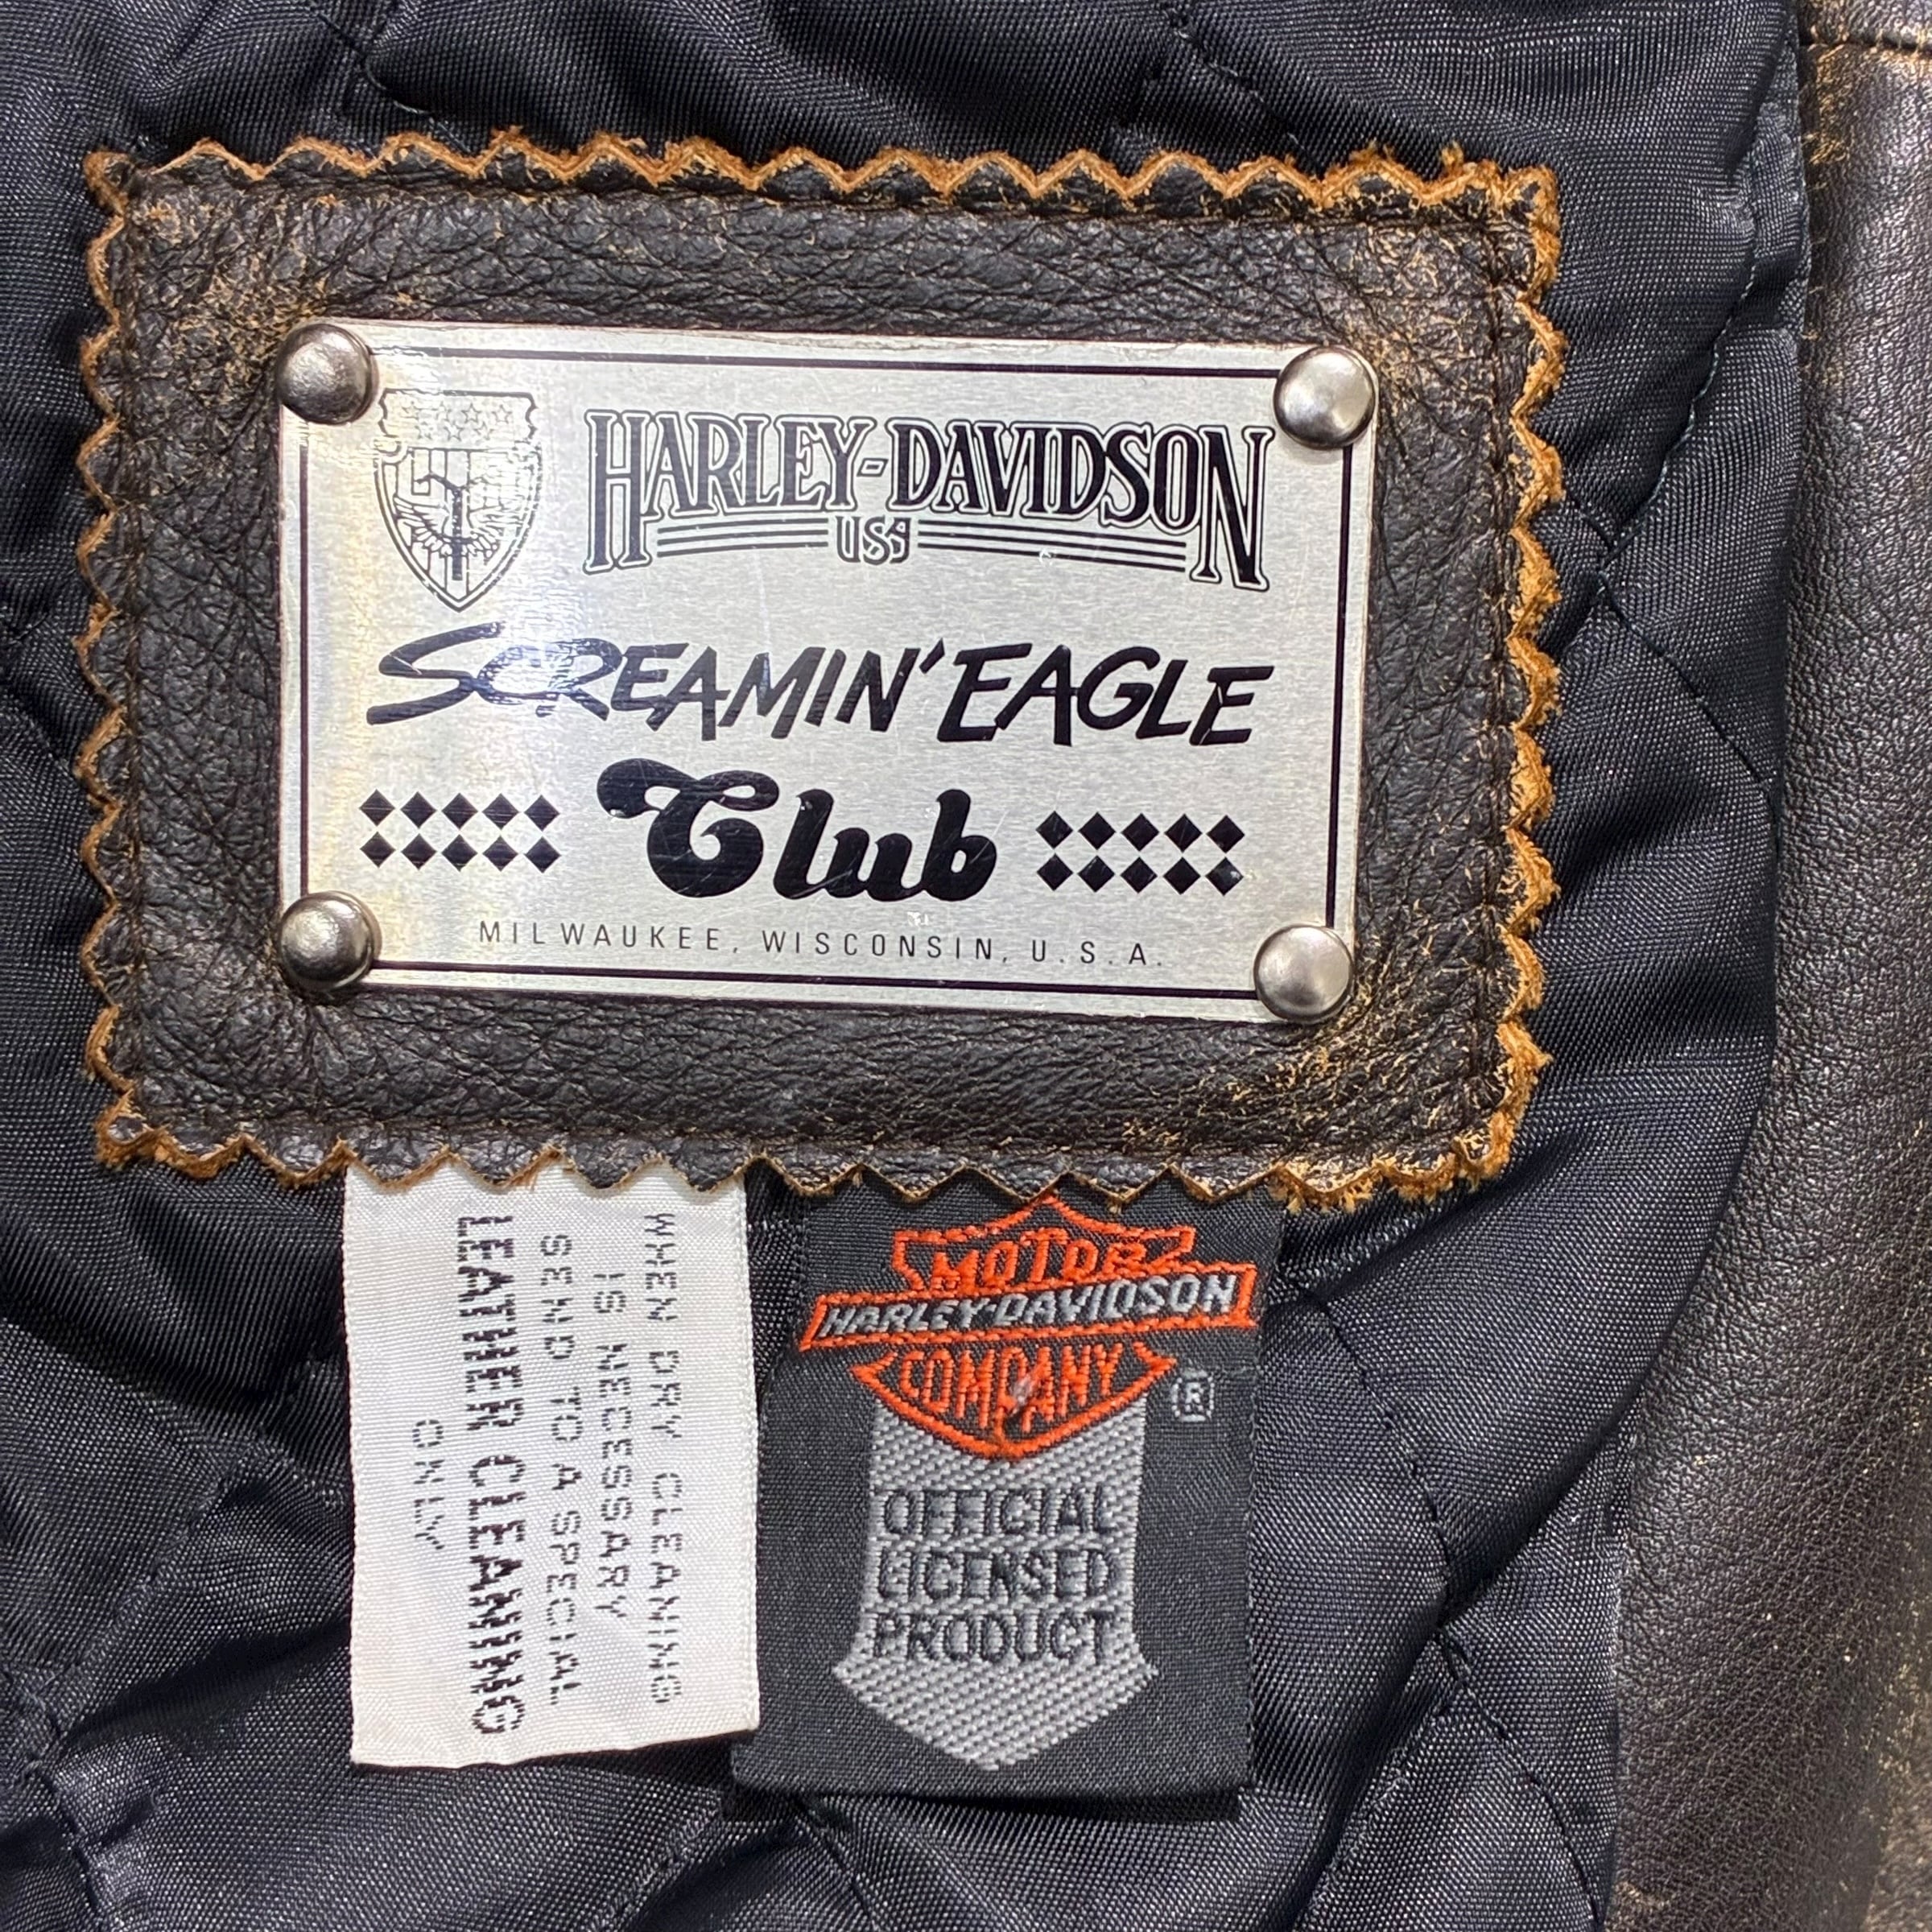 HARLEY-DAVIDSON
USA
SCREAMIN' EAGLE
Club
MILWAUKEE, WISCONSIN, U.S.A.
WHEN DRY CLEANING
IS NECESSARY
SEND TO A SPECIAL
LEATHER CLEANING
ONLY
MOTOR
HARLEY-DAVIDSON
COMPANY
®
OFFICIAL
LICENSED
PRODUCT